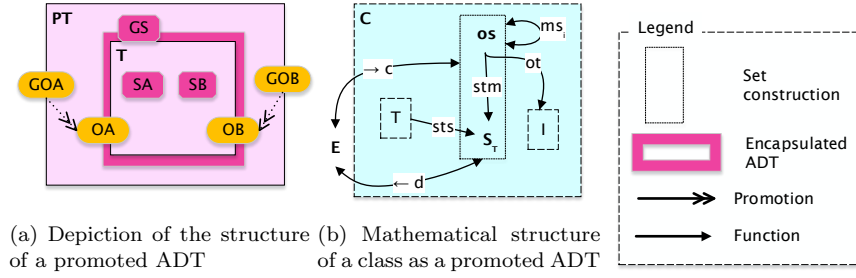 PT
GS
T
GOA
SA
SB
GOB
OA
OB
C
os
ms i
→ c
ot
stm
T
sts
S T
I
E
← d
Legend
Set
construction
Encapsulated
ADT
Promotion
Function
(a) Depiction of the structure
of a promoted ADT
(b) Mathematical structure
of a class as a promoted ADT